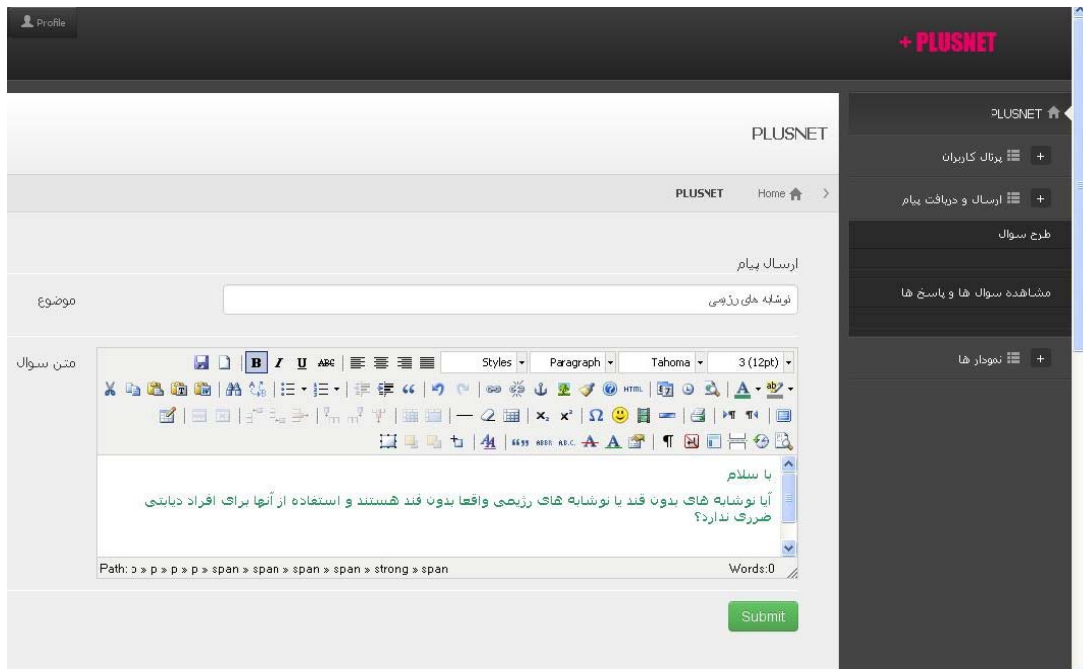 Profile
+ PLUSNET
PLUSNET
پرتال کاربران
ارسال و دریافت پیام
طرح سوال
مشاهده سوال ها و پاسخ ها
نمودار ها
PLUSNET
Home PLUSNET
ارسال پیام
موضوع
نوشابه های رژیمی
متن سوال
B I U ABC Styles Paragraph Tahoma 3 (12pt)
HTML
با سلام
آیا نوشابه های بدون قند یا نوشابه های رژیمی واقعا بدون قند هستند و استفاده از آنها برای افراد دیابتی
ضرری ندارد؟
Path: » p » p » p » span » span » span » span » strong » span
Words:0
Submit